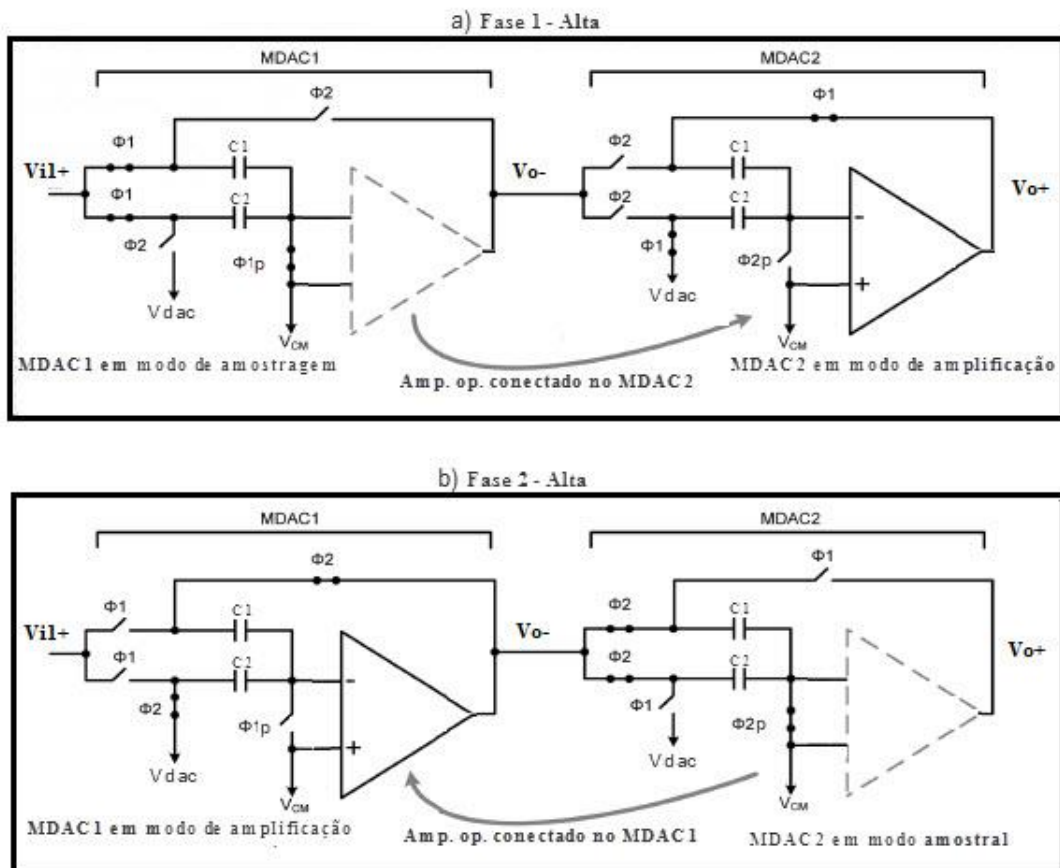 a) Fase 1 - Alta
MDAC1
MDAC2
Φ2
Φ1
Φ1
C1
Φ2
C1
Vi1+
Vo-
Vo+
Φ1
C2
Φ2
C2
Φ2
Φ1p
Φ1
Φ2p
-
+
Vdac
VCM
Vdac
VCM
MDAC1 em modo de amostragem
MDAC2 em modo de amplificação
Amp. op. conectado no MDAC2
b) Fase 2 - Alta
MDAC1
MDAC2
Φ2
Φ1
Φ1
C1
Φ2
C1
Vi1+
Vo-
Vo+
Φ1
C2
Φ2
C2
Φ2
Φ1p
Φ1
Φ2p
-
+
Vdac
VCM
Vdac
VCM
MDAC1 em modo de amplificação
Amp. op. conectado no MDAC1
MDAC2 em modo amostral